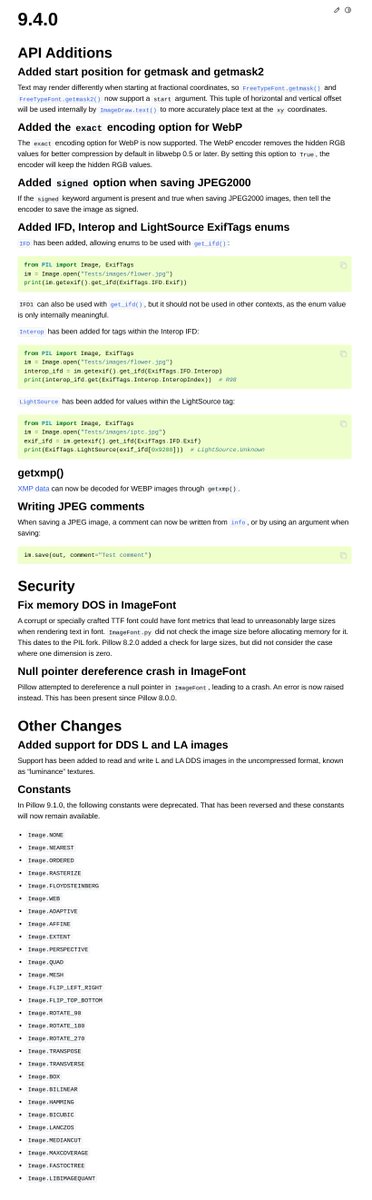 9.4.0
API Additions
Added start position for getmask and getmask2
Text may render differently when starting at fractional coordinates, so FreeTypeFont.getmask() and
FreeTypeFont.getmask2() now support a start argument. This tuple of horizontal and vertical offset
will be used internally by ImageDraw.text() to more accurately place text at the xy coordinates.
Added the exact encoding option for WebP
The exact encoding option for WebP is now supported. The WebP encoder removes the hidden RGB
values for better compression by default in libwebp 0.5 or later. By setting this option to True, the
encoder will keep the hidden RGB values.
Added signed option when saving JPEG2000
If the signed keyword argument is present and true when saving JPEG2000 images, then tell the
encoder to save the image as signed.
Added IFD, Interop and LightSource ExifTags enums
IFD has been added, allowing enums to be used with get_ifd():
from PIL import Image, ExifTags
im = Image.open("Tests/images/flower.jpg")
print(im.getexif().get_ifd(ExifTags.IFD.Exif))
IFD1 can also be used with get_ifd(), but it should not be used in other contexts, as the enum value
is only internally meaningful.
Interop has been added for tags within the Interop IFD:
from PIL import Image, ExifTags
im = Image.open("Tests/images/flower.jpg")
interop_ifd = im.getexif().get_ifd(ExifTags.IFD.Interop)
print(interop_ifd.get(ExifTags.Interop.InteropIndex))  # R98
LightSource has been added for values within the LightSource tag:
from PIL import Image, ExifTags
im = Image.open("Tests/images/iptc.jpg")
exif_ifd = im.getexif().get_ifd(ExifTags.IFD.Exif)
print(ExifTags.LightSource(exif_ifd[0x9208]))  # LightSource.Unknown
getxmp()
XMP data can now be decoded for WEBP images through getxmp().
Writing JPEG comments
When saving a JPEG image, a comment can now be written from info, or by using an argument when
saving:
im.save(out, comment="Test comment")
Security
Fix memory DOS in ImageFont
A corrupt or specially crafted TTF font could have font metrics that lead to unreasonably large sizes
when rendering text in font. ImageFont.py did not check the image size before allocating memory for it.
This dates to the PIL fork. Pillow 8.2.0 added a check for large sizes, but did not consider the case
where one dimension is zero.
Null pointer dereference crash in ImageFont
Pillow attempted to dereference a null pointer in ImageFont, leading to a crash. An error is now raised
instead. This has been present since Pillow 8.0.0.
Other Changes
Added support for DDS L and LA images
Support has been added to read and write L and LA DDS images in the uncompressed format, known
as “luminance” textures.
Constants
In Pillow 9.1.0, the following constants were deprecated. That has been reversed and these constants
will now remain available.
• Image.NONE
• Image.NEAREST
• Image.ORDERED
• Image.RASTERIZE
• Image.FLOYDSTEINBERG
• Image.WEB
• Image.ADAPTIVE
• Image.AFFINE
• Image.EXTENT
• Image.PERSPECTIVE
• Image.QUAD
• Image.MESH
• Image.FLIP_LEFT_RIGHT
• Image.FLIP_TOP_BOTTOM
• Image.ROTATE_90
• Image.ROTATE_180
• Image.ROTATE_270
• Image.TRANSPOSE
• Image.TRANSVERSE
• Image.BOX
• Image.BILINEAR
• Image.HAMMING
• Image.BICUBIC
• Image.LANCZOS
• Image.MEDIANCUT
• Image.MAXCOVERAGE
• Image.FASTOCTREE
• Image.LIBIMAGEQUANT